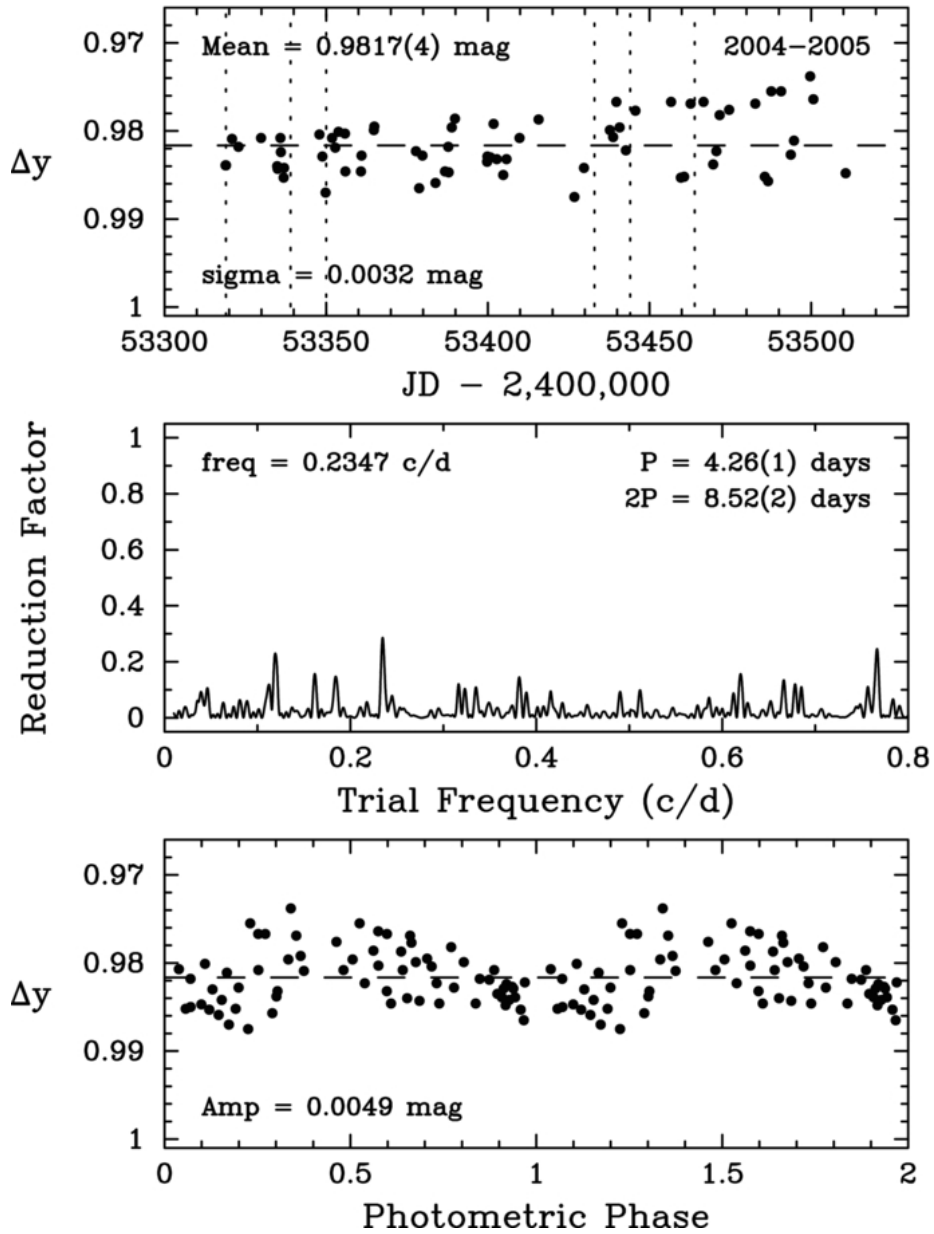 0.97
Mean = 0.9817(4) mag
2004−2005
0.98
Δy
0.99
sigma = 0.0032 mag
1
53300
53350
53400
53450
53500
JD − 2,400,000
1
freq = 0.2347 c/d
P = 4.26(1) days
0.8
2P = 8.52(2) days
0.6
Reduction Factor
0.4
0.2
0
0
0.2
0.4
0.6
0.8
Trial Frequency (c/d)
0.97
0.98
Δy
0.99
Amp = 0.0049 mag
1
0
0.5
1
1.5
2
Photometric Phase